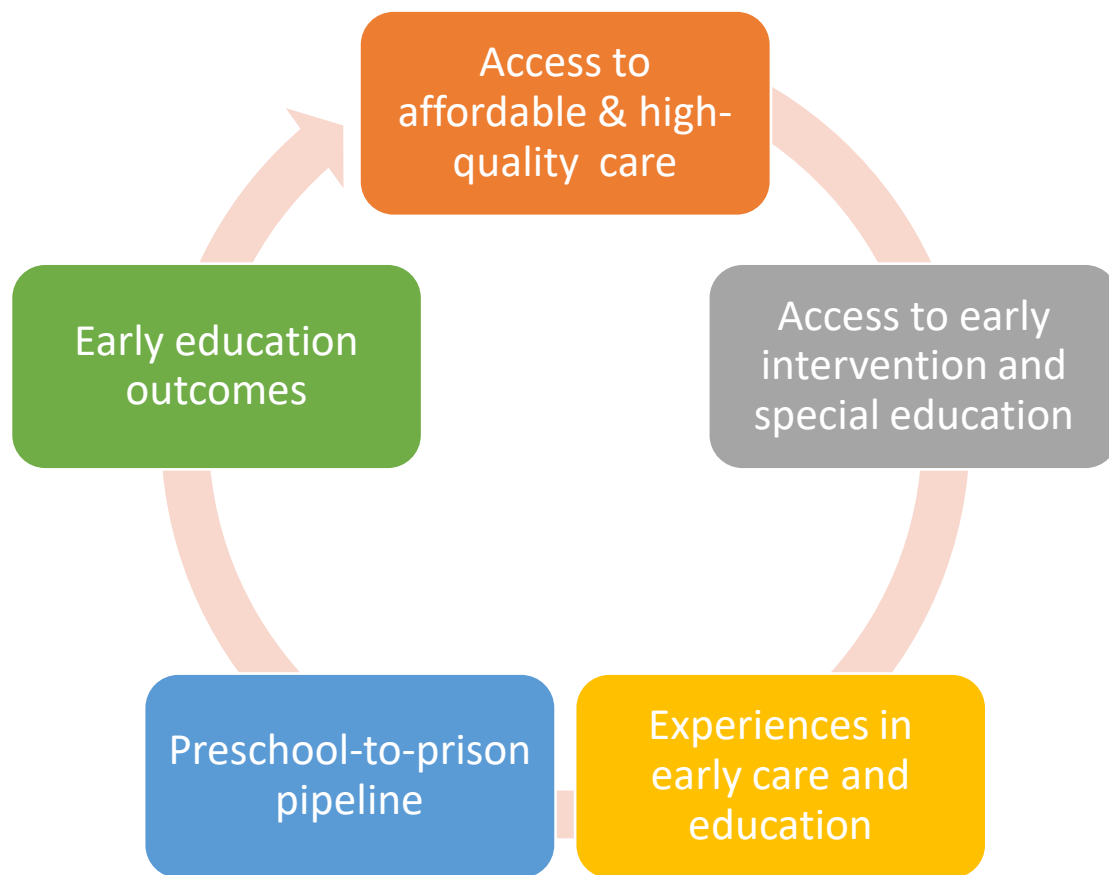 Access to
affordable & high-
quality  care
Access to early
intervention and
special education
Experiences in
early care and
education
Preschool-to-prison
pipeline
Early education
outcomes